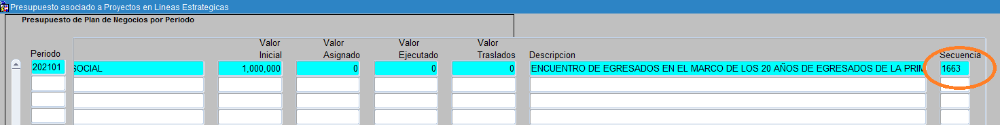 Presupuesto asociado a Proyectos en Lineas Estrategicas
Presupuesto de Plan de Negocios por Periodo
Periodo Valor Inicial Valor Asignado Valor Ejecutado Valor Traslados Descripcion Secuencia
202101 SOCIAL 1,000,000 0 0 0 ENCUENTRO DE EGRESADOS EN EL MARCO DE LOS 20 AÑOS DE EGRESADOS DE LA PRIM 1663